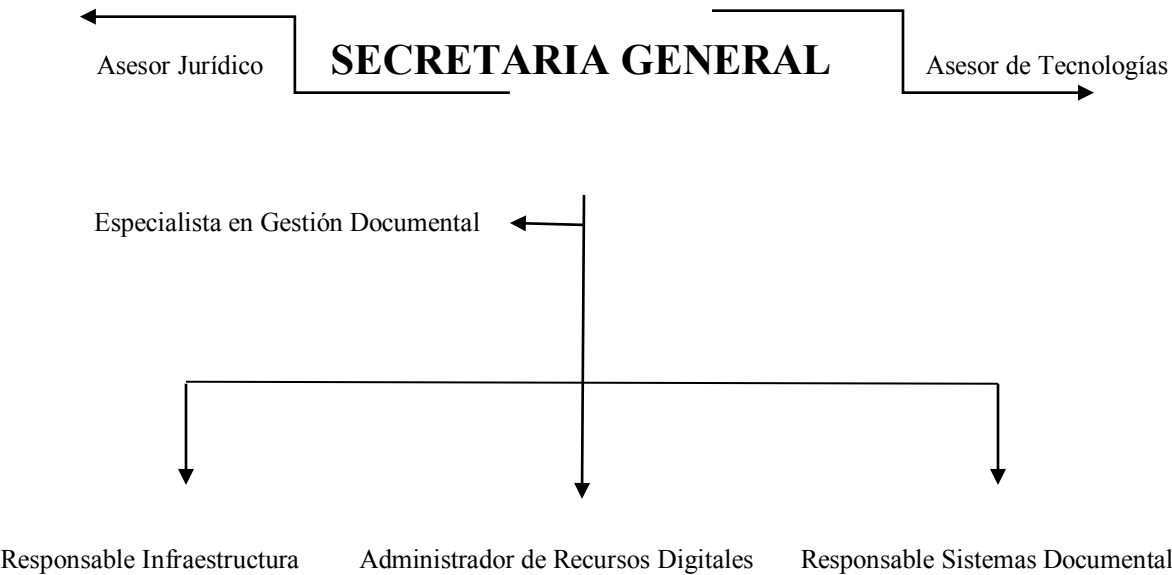 Asesor Jurídico SECRETARIA GENERAL Asesor de Tecnologías
Especialista en Gestión Documental
Responsable Infraestructura Administrador de Recursos Digitales Responsable Sistemas Documental